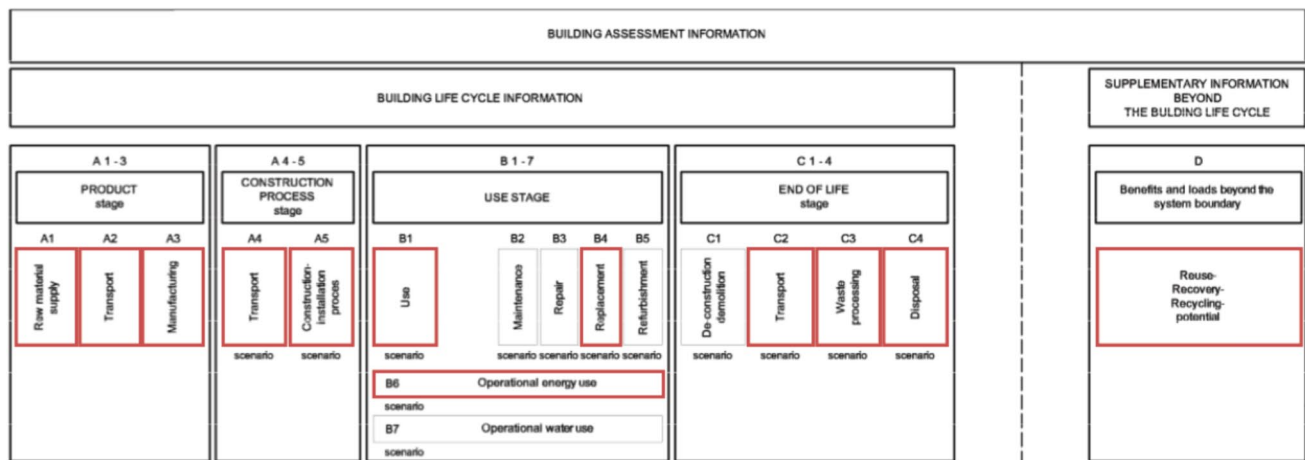 BUILDING ASSESSMENT INFORMATION
BUILDING LIFE CYCLE INFORMATION
SUPPLEMENTARY INFORMATION
BEYOND
THE BULDING LIFE CYCLE
A 1 - 3
PRODUCT
stage
A1
A2
A3
Raw material
supply
Transport
Manufacturing
A 4 - 5
CONSTRUCTION
PROCESS
stage
A4
A5
Transport
Construction-
installation
proces
scenario
scenario
B 1 - 7
USE STAGE
B1
B2
B3
B4
B5
Use
Maintenance
Repair
Raplacement
Refurbishment
scenario
scenario
scenario
scenario
scenario
B6
Operational energy use
scenario
B7
Operational water use
scenario
C 1 - 4
END OF LIFE
stage
C1
C2
C3
C4
De-construction
demolition
Transport
Waste
processing
Disposal
scenario
scenario
scenario
scenario
D
Benefits and loads beyond the
system boundary
Reuse-
Recovery-
Recycling-
potential